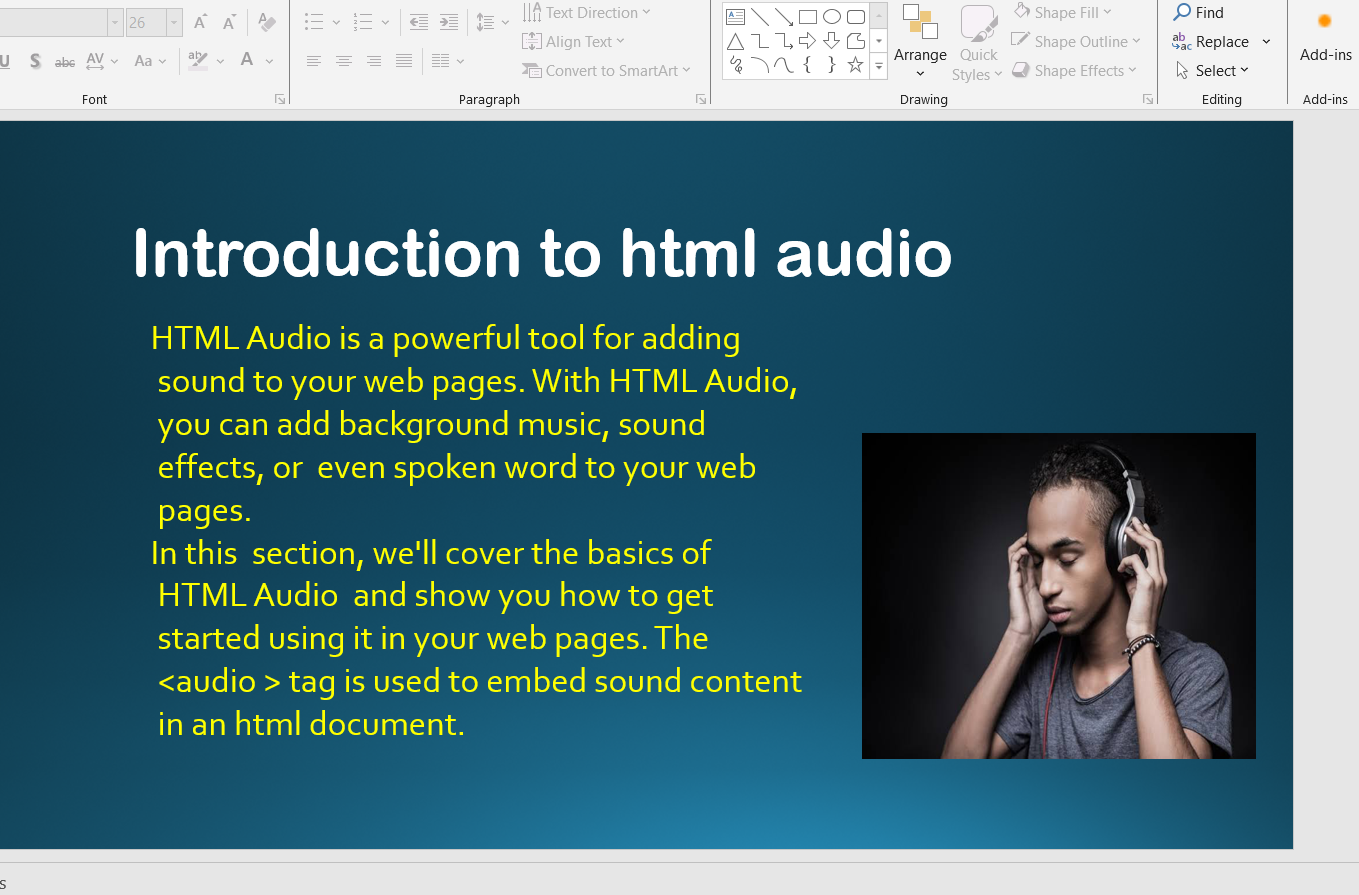 26
Text Direction
Align Text
Convert to SmartArt
U S abc AV Aa ab A
Font
Paragraph
Arrange
Quick
Styles
Shape Fill
Shape Outline
Shape Effects
Drawing
Find
Replace
Select
Editing
Add-ins
Add-ins
Introduction to html audio
HTML Audio is a powerful tool for adding
sound to your web pages. With HTML Audio,
you can add background music, sound
effects, or  even spoken word to your web
pages.
In this  section, we'll cover the basics of
HTML Audio  and show you how to get
started using it in your web pages. The
<audio > tag is used to embed sound content
in an html document.